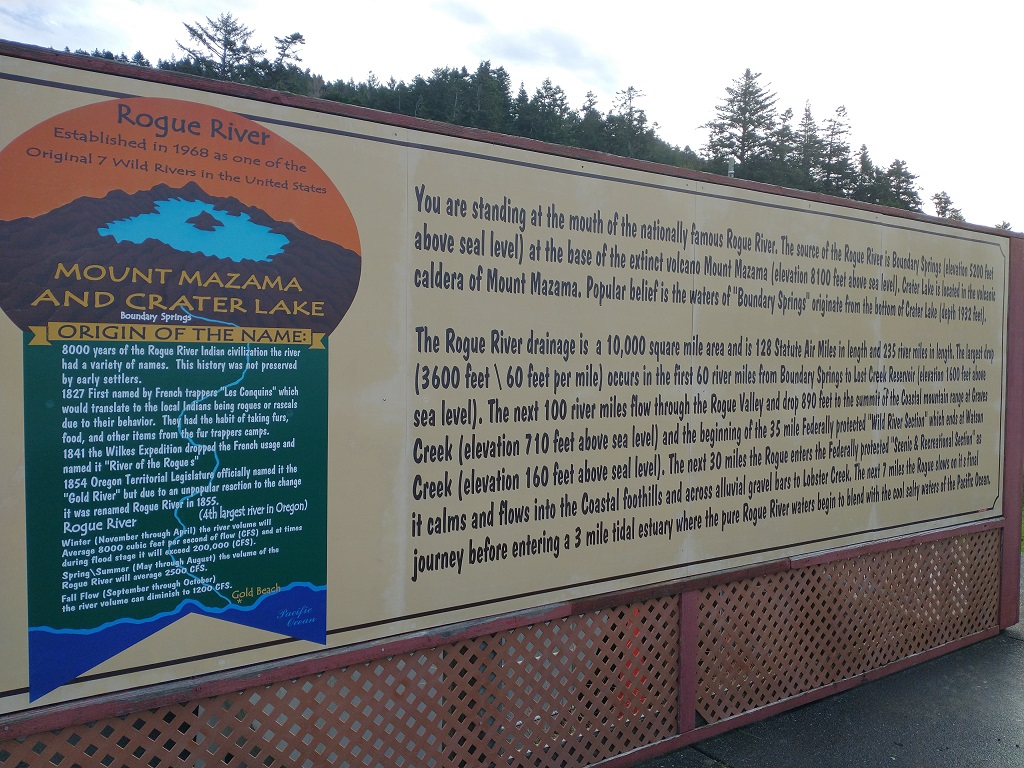 Rogue River
Established in 1968 as one of the
Original 7 Wild Rivers in the United States
MOUNT MAZAMA
AND CRATER LAKE
Boundary Springs
ORIGIN OF THE NAME:
8000 years of the Rogue River Indian civilization the river
had a variety of names. This history was not preserved
by early settlers.
1827 First named by French trappers "Les Conquins" which
would translate to the local Indians being rogues or rascals
due to their behavior. They had the habit of taking furs,
food, and other items from the fur trappers camps.
1841 the Wilkes Expedition dropped the French usage and
named it "River of the Rogues"
1854 Oregon Territorial Legislature officially named it the
"Gold River" but due to an unpopular reaction to the change
it was renamed Rogue River in 1855.
(4th largest river in Oregon)
Rogue River
Winter (November through April) the river volume will
Average 8000 cubic feet per second of flow (CFS) and at times
during flood stage it will exceed 200,000 (CFS).
Spring\Summer (May through August) the volume of the
Rogue River will average 2500 CFS.
Fall Flow (September through October)
the river volume can diminish to 1200 CFS.
Gold Beach
Pacific
Ocean
You are standing at the mouth of the nationally famous Rogue River. The source of the Rogue River is Boundary Springs (elevation 5200 feet
above seal level) at the base of the extinct volcano Mount Mazama (elevation 8100 feet above sea level). Crater Lake is located in the volcanic
caldera of Mount Mazama. Popular belief is the waters of "Boundary Springs" originate from the bottom of Crater Lake (depth 1932 feet).
The Rogue River drainage is a 10,000 square mile area and is 128 Statute Air Miles in length and 235 river miles in length. The largest drop
(3600 feet \ 60 feet per mile) occurs in the first 60 river miles from Boundary Springs to Lost Creek Reservoir (elevation 1600 feet above
sea level). The next 100 river miles flow through the Rogue Valley and drop 890 feet to the summit of the Coastal mountain range at Graves
Creek (elevation 710 feet above sea level) and the beginning of the 35 mile Federally protected "Wild River Section" which ends at Watson
Creek (elevation 160 feet above sea level). The next 30 miles the Rogue enters the Federally protected "Scenic & Recreational Section" as
it calms and flows into the Coastal foothills and across alluvial gravel bars to Lobster Creek. The next 7 miles the Rogue slows on it's final
journey before entering a 3 mile tidal estuary where the pure Rogue River waters begin to blend with the cool salty waters of the Pacific Ocean.